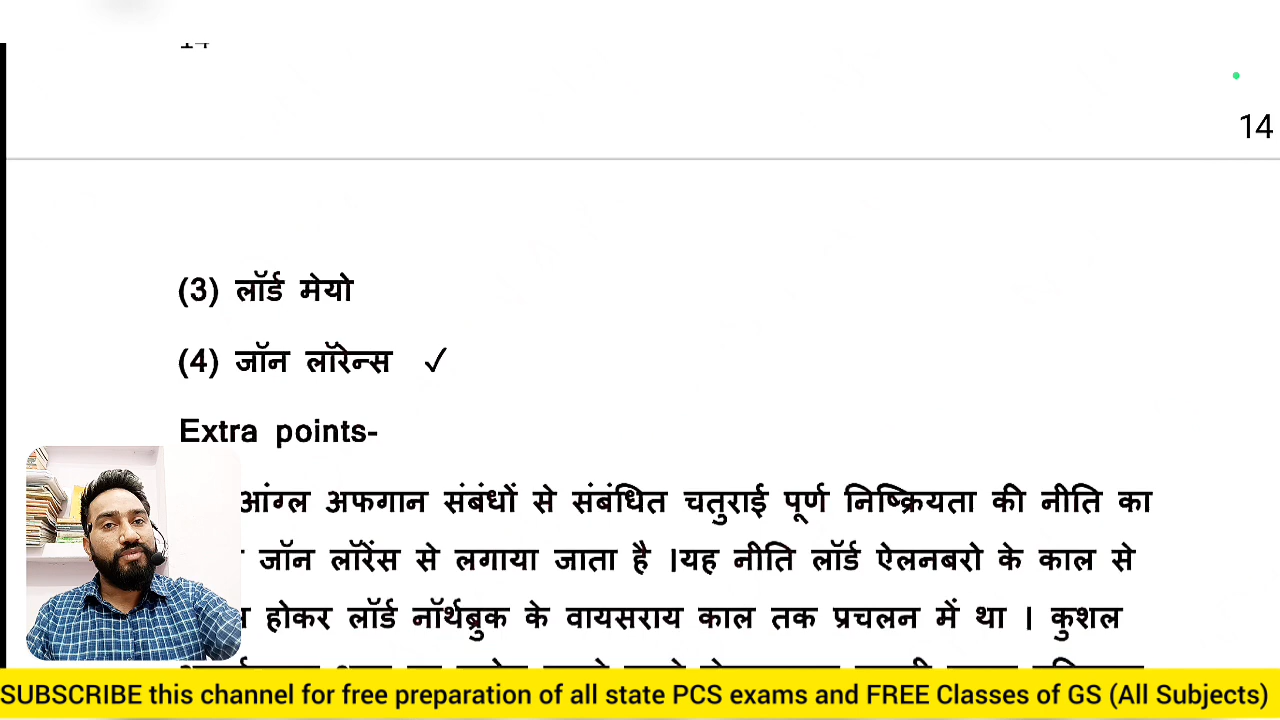 14
(3) लॉर्ड मेयो
(4) जॉन लॉरेन्स ✓
Extra points-
आंग्ल अफगान संबंधों से संबंधित चतुराई पूर्ण निष्क्रियता की नीति का
जॉन लॉरेंस से लगाया जाता है ।यह नीति लॉर्ड ऐलनबरो के काल से
होकर लॉर्ड नॉर्थब्रुक के वायसराय काल तक प्रचलन में था । कुशल
SUBSCRIBE this channel for free preparation of all state PCS exams and FREE Classes of GS (All Subjects)